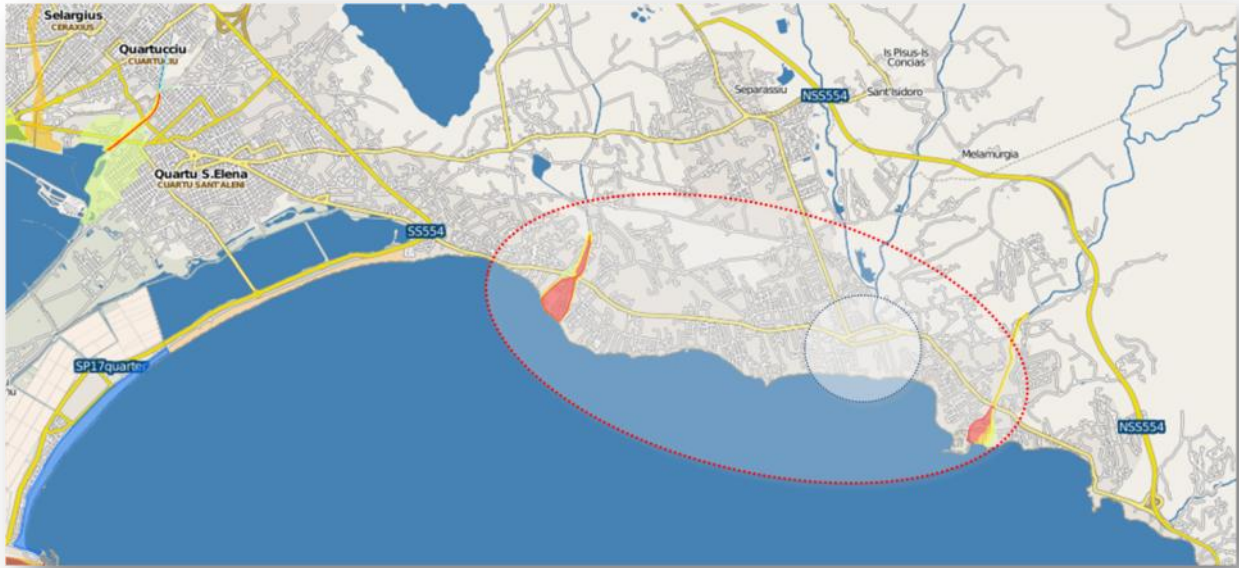 Selargius
CERAXIUS
Quartucciu
CUARTUCIU
Is Pisus-Is
Concias
Separassiu
NSS554
Sant'Isidoro
Melamurgia
Quartu S.Elena
CUARTU SANT'ALENI
SS554
SP17quarter
NSS554